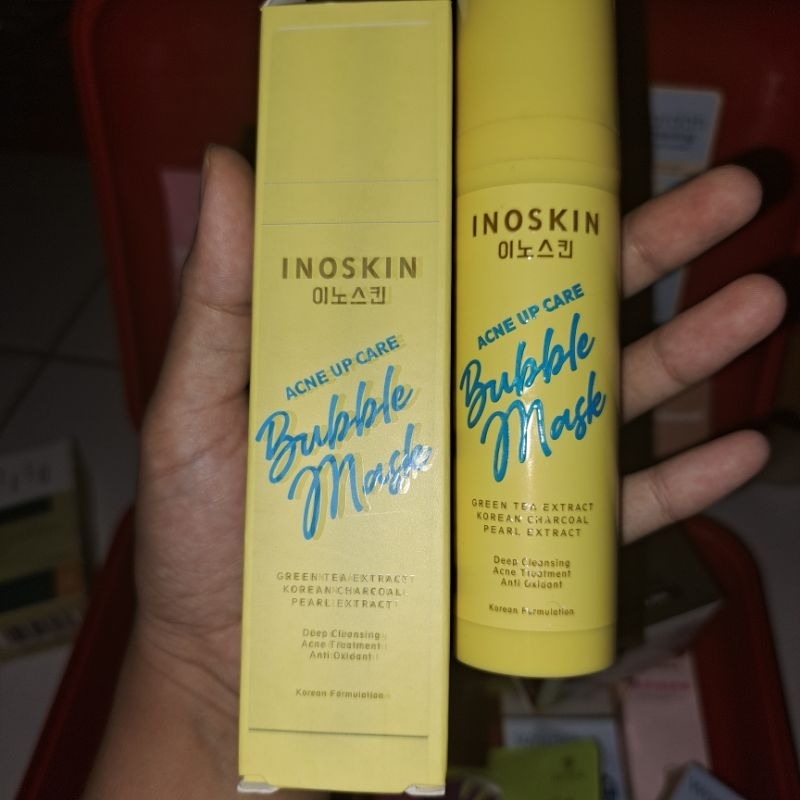 INOSKIN
이노스킨
ACNE UP CARE
Bubble
Mask
GREEN TEA EXTRACT
KOREAN CHARCOAL
PEARL EXTRACT
Deep Cleansing
Acne Treatment
Anti Oxidant
Korean Formulation
INOSKIN
이노스킨
ACNE UP CARE
Bubble
Mask
GREEN TEA EXTRACT
KOREAN CHARCOAL
PEARL EXTRACT
Deep Cleansing
Acne Treatment
Anti Oxidant
Korean Formulation